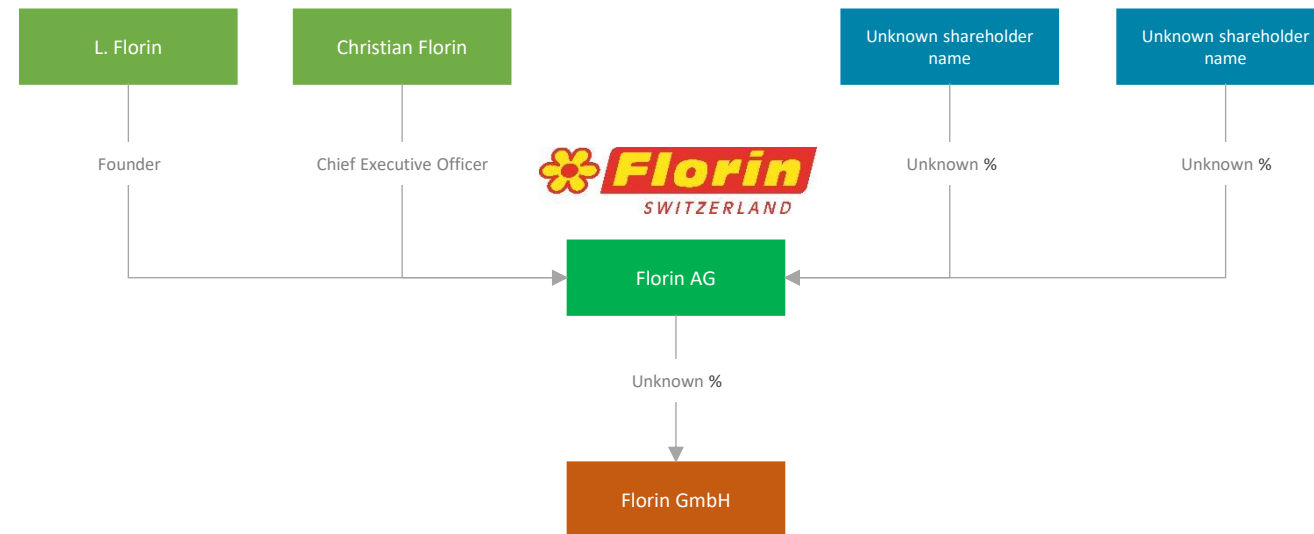 L. Florin
Christian Florin
Unknown shareholder
name
Unknown shareholder
name
Founder
Chief Executive Officer
Unknown %
Unknown %
Florin
SWITZERLAND
Florin AG
Unknown %
Florin GmbH